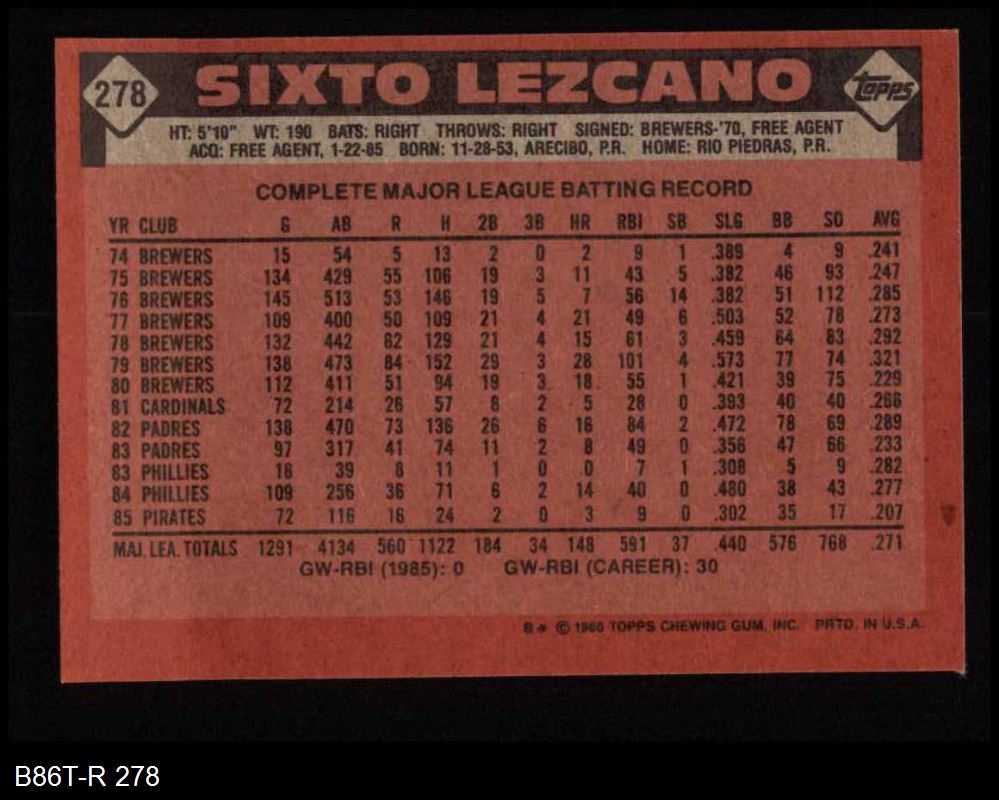 278 SIXTO LEZCANO Topps
HT: 5'10" WT: 190 BATS: RIGHT THROWS: RIGHT SIGNED: BREWERS-'70, FREE AGENT
ACQ: FREE AGENT, 1-22-85 BORN: 11-28-53, ARECIBO, P.R. HOME: RIO PIEDRAS, P.R.
COMPLETE MAJOR LEAGUE BATTING RECORD
YR CLUB G AB R H 2B 3B HR RBI SB SLG BB SO AVG
74 BREWERS 15 54 5 13 2 0 2 9 1 .389 4 9 .241
75 BREWERS 134 429 55 106 19 3 11 43 5 .382 46 93 .247
76 BREWERS 145 513 53 146 19 5 7 56 14 .382 51 112 .285
77 BREWERS 109 400 50 109 21 4 21 49 6 .503 52 78 .273
78 BREWERS 132 442 62 129 21 4 15 61 3 .459 64 83 .292
79 BREWERS 138 473 84 152 29 3 28 101 4 .573 77 74 .321
80 BREWERS 112 411 51 94 19 3 18 55 1 .421 39 75 .229
81 CARDINALS 72 214 26 57 8 2 5 28 0 .393 40 40 .266
82 PADRES 138 470 73 136 26 6 16 84 2 .472 78 69 .289
83 PADRES 97 317 41 74 11 2 8 49 0 .356 47 66 .233
83 PHILLIES 18 39 8 11 1 0 0 7 1 .308 5 9 .282
84 PHILLIES 109 256 36 71 6 2 14 40 0 .480 38 43 .277
85 PIRATES 72 116 16 24 2 0 3 9 0 .302 35 17 .207
MAJ. LEA. TOTALS 1291 4134 560 1122 184 34 148 591 37 .440 576 768 .271
GW-RBI (1985): 0 GW-RBI (CAREER): 30
B* © 1986 TOPPS CHEWING GUM, INC. PRTD. IN U.S.A.
B86T-R 278